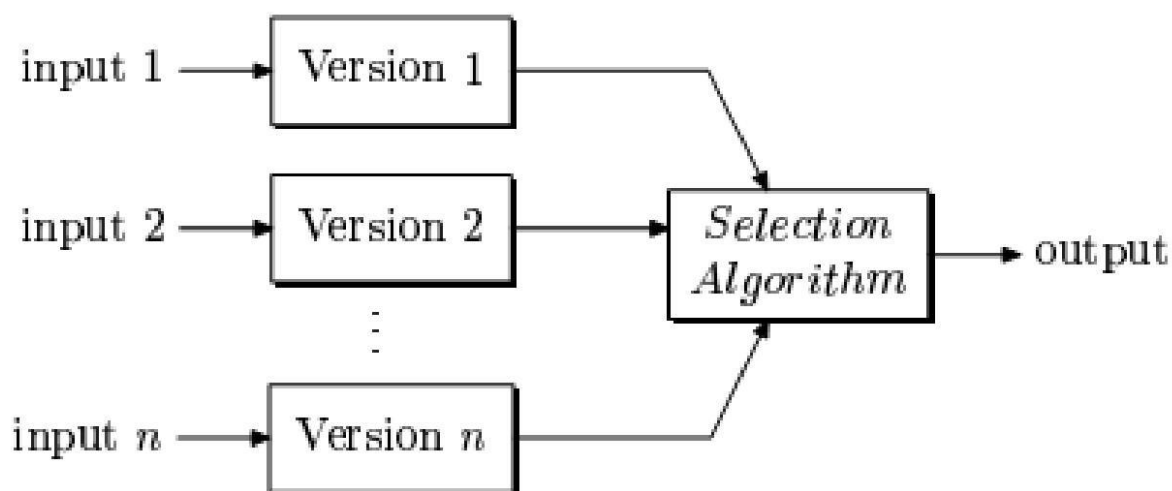 input 1
Version 1
input 2
Version 2
Selection
Algorithm
output
input n
Version n